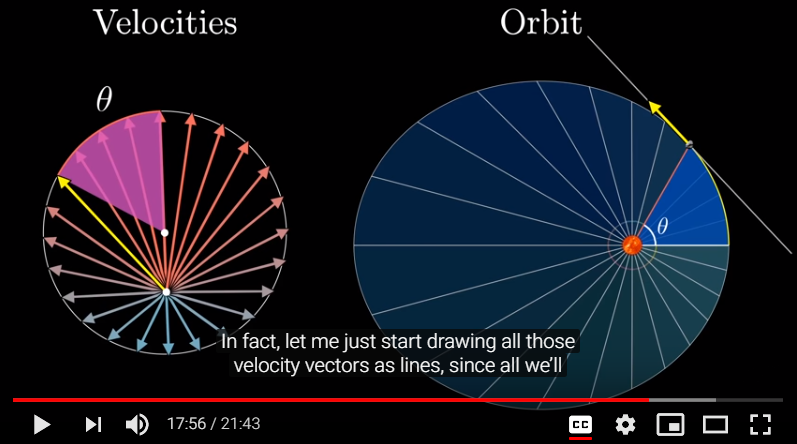 Velocities
Orbit
θ
θ
In fact, let me just start drawing all those
velocity vectors as lines, since all we'll
17:56 / 21:43
CC